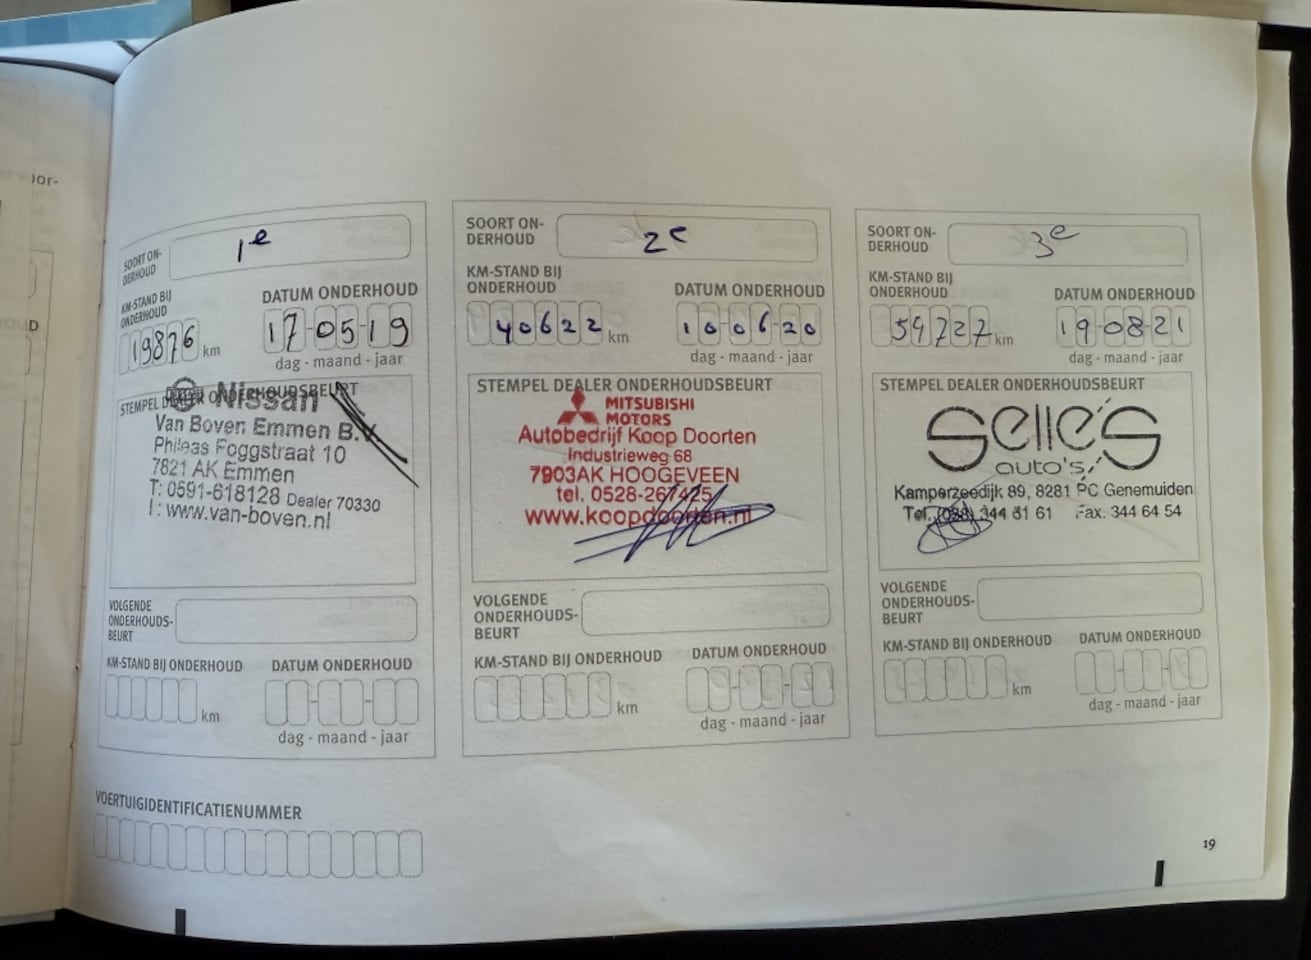 oor-
SOORT ON-
DERHOUD
1e
KM-STAND BIJ
ONDERHOUD
19876 km
DATUM ONDERHOUD
17-05-19
dag - maand - jaar
STEMPEL DEALER ONDERHOUDSBEURT
Nissan
Van Boven Emmen B.V.
Phileas Foggstraat 10
7821 AK Emmen
T: 0591-618128 Dealer 70330
I: www.van-boven.nl
VOLGENDE
ONDERHOUDS-
BEURT
KM-STAND BIJ ONDERHOUD
km
DATUM ONDERHOUD
dag - maand - jaar
SOORT ON-
DERHOUD
2e
KM-STAND BIJ
ONDERHOUD
40622 km
DATUM ONDERHOUD
10-06-20
dag - maand - jaar
STEMPEL DEALER ONDERHOUDSBEURT
MITSUBISHI
MOTORS
Autobedrijf Koop Doorten
Industrieweg 68
7903AK HOOGEVEEN
tel. 0528-267425
www.koopdoorten.nl
VOLGENDE
ONDERHOUDS-
BEURT
KM-STAND BIJ ONDERHOUD
km
DATUM ONDERHOUD
dag - maand - jaar
SOORT ON-
DERHOUD
3e
KM-STAND BIJ
ONDERHOUD
54727 km
DATUM ONDERHOUD
19-08-21
dag - maand - jaar
STEMPEL DEALER ONDERHOUDSBEURT
selle's
auto's
Kamperzeedijk 89, 8281 PC Genemuiden
Tel. (038) 344 61 61 Fax. 344 64 54
VOLGENDE
ONDERHOUDS-
BEURT
KM-STAND BIJ ONDERHOUD
km
DATUM ONDERHOUD
dag - maand - jaar
VOERTUIGIDENTIFICATIENUMMER
19